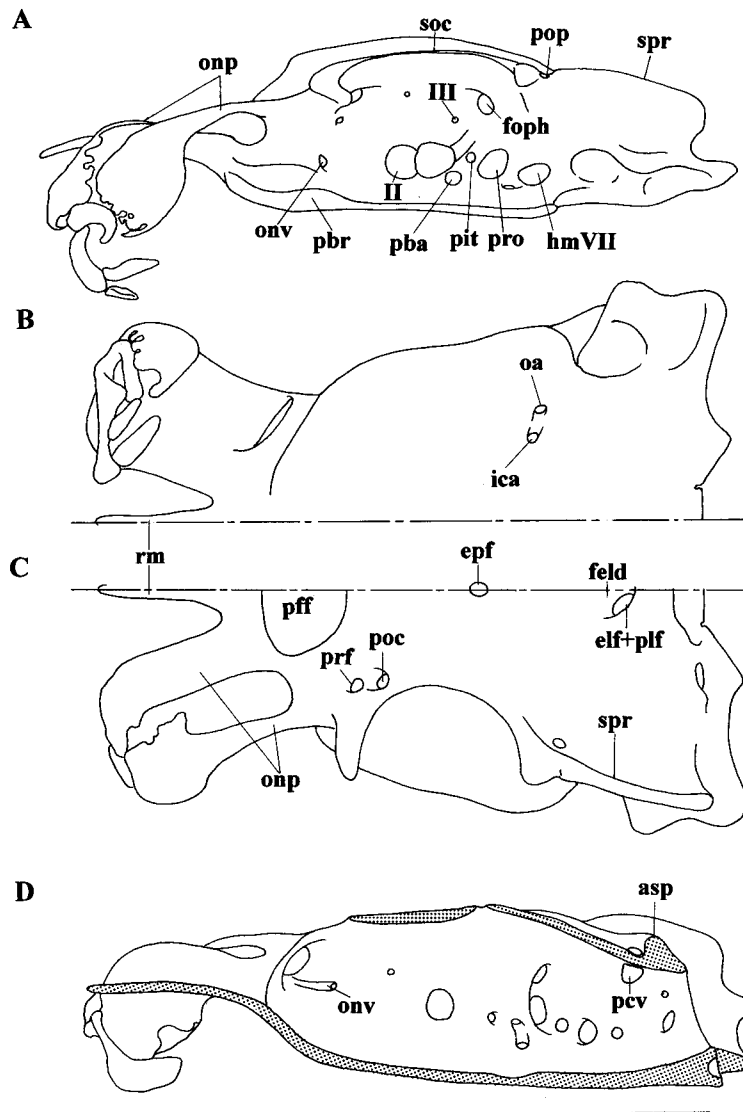 A
soc
pop
spr
onp
III
foph
II
onv
pbr
pba
pit
pro
hmVII
B
oa
ica
rm
C
epf
feld
pff
prf
poc
elf+plf
spr
onp
D
asp
onv
pcv